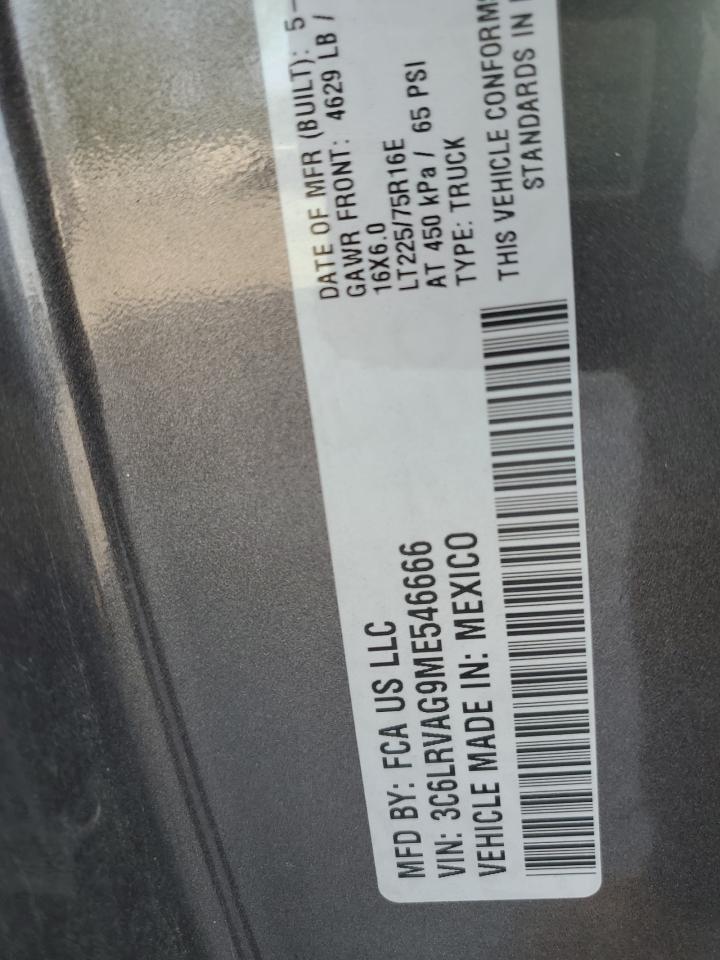 MFD BY: FCA US LLC
VIN: 3C6LRVAG9ME546666
VEHICLE MADE IN: MEXICO
DATE OF MFR (BUILT): 5-
GAWR FRONT: 4629 LB /
16X6.0
LT225/75R16E
AT 450 kPa / 65 PSI
TYPE: TRUCK
THIS VEHICLE CONFORMS
STANDARDS IN